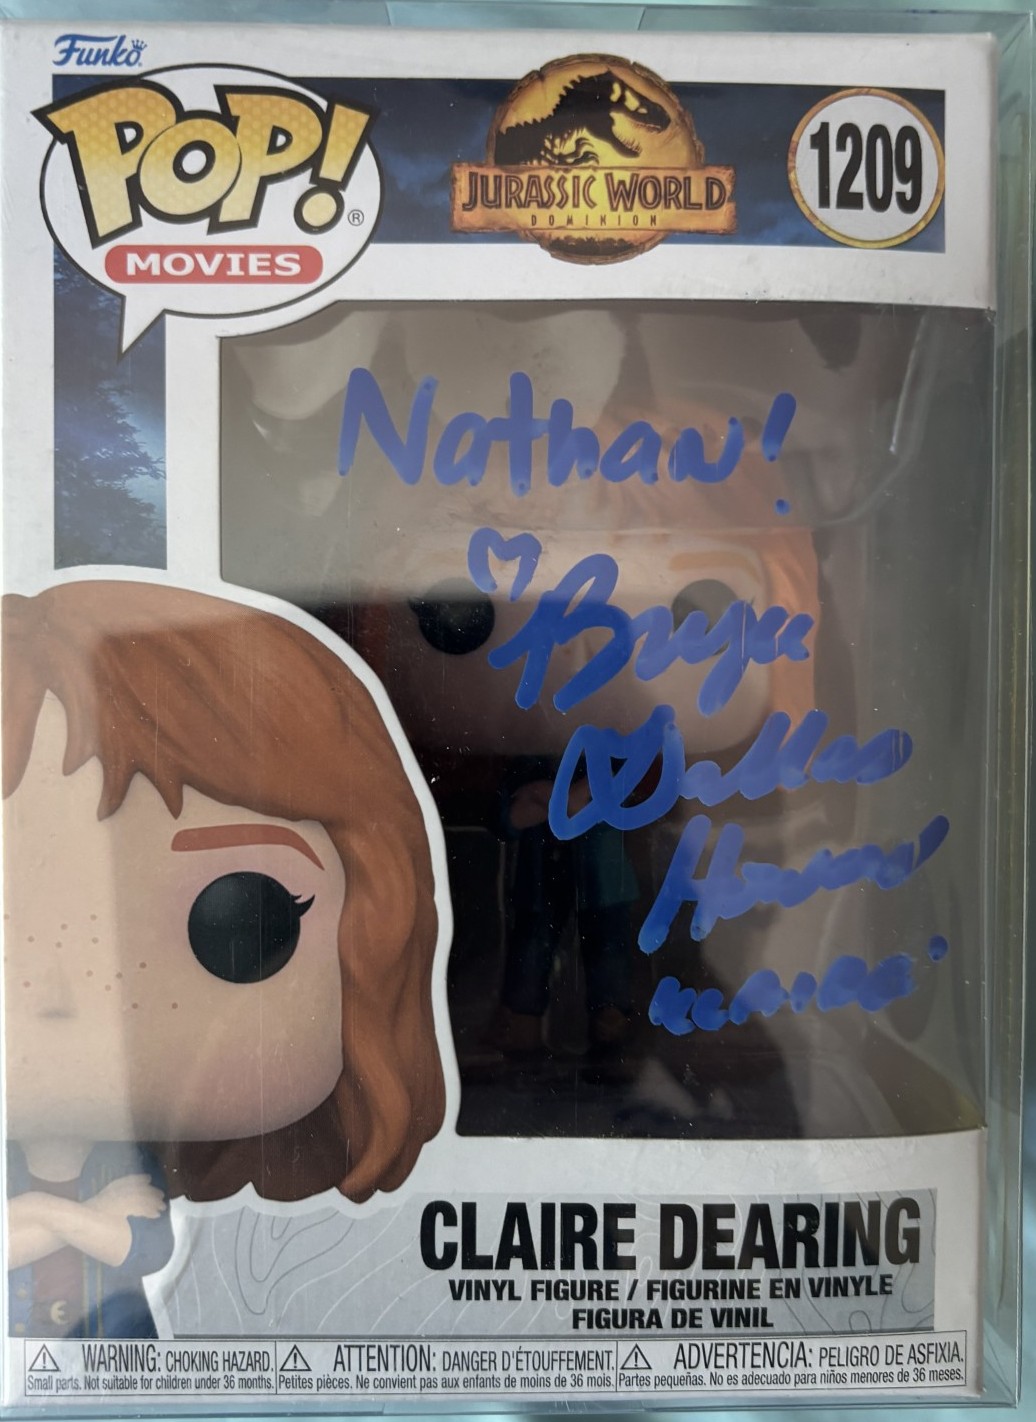 Funko
POP!®
MOVIES
JURASSIC WORLD
DOMINION
1209
Nathan!
Bryce
Dallas
Howard
"CLAIRE"
CLAIRE DEARING
VINYL FIGURE / FIGURINE EN VINYLE
FIGURA DE VINIL
WARNING: CHOKING HAZARD.
Small parts. Not suitable for children under 36 months.
ATTENTION: DANGER D'ÉTOUFFEMENT.
Petites pièces. Ne convient pas aux enfants de moins de 36 mois.
ADVERTENCIA: PELIGRO DE ASFIXIA.
Partes pequeñas. No es adecuado para niños menores de 36 meses.